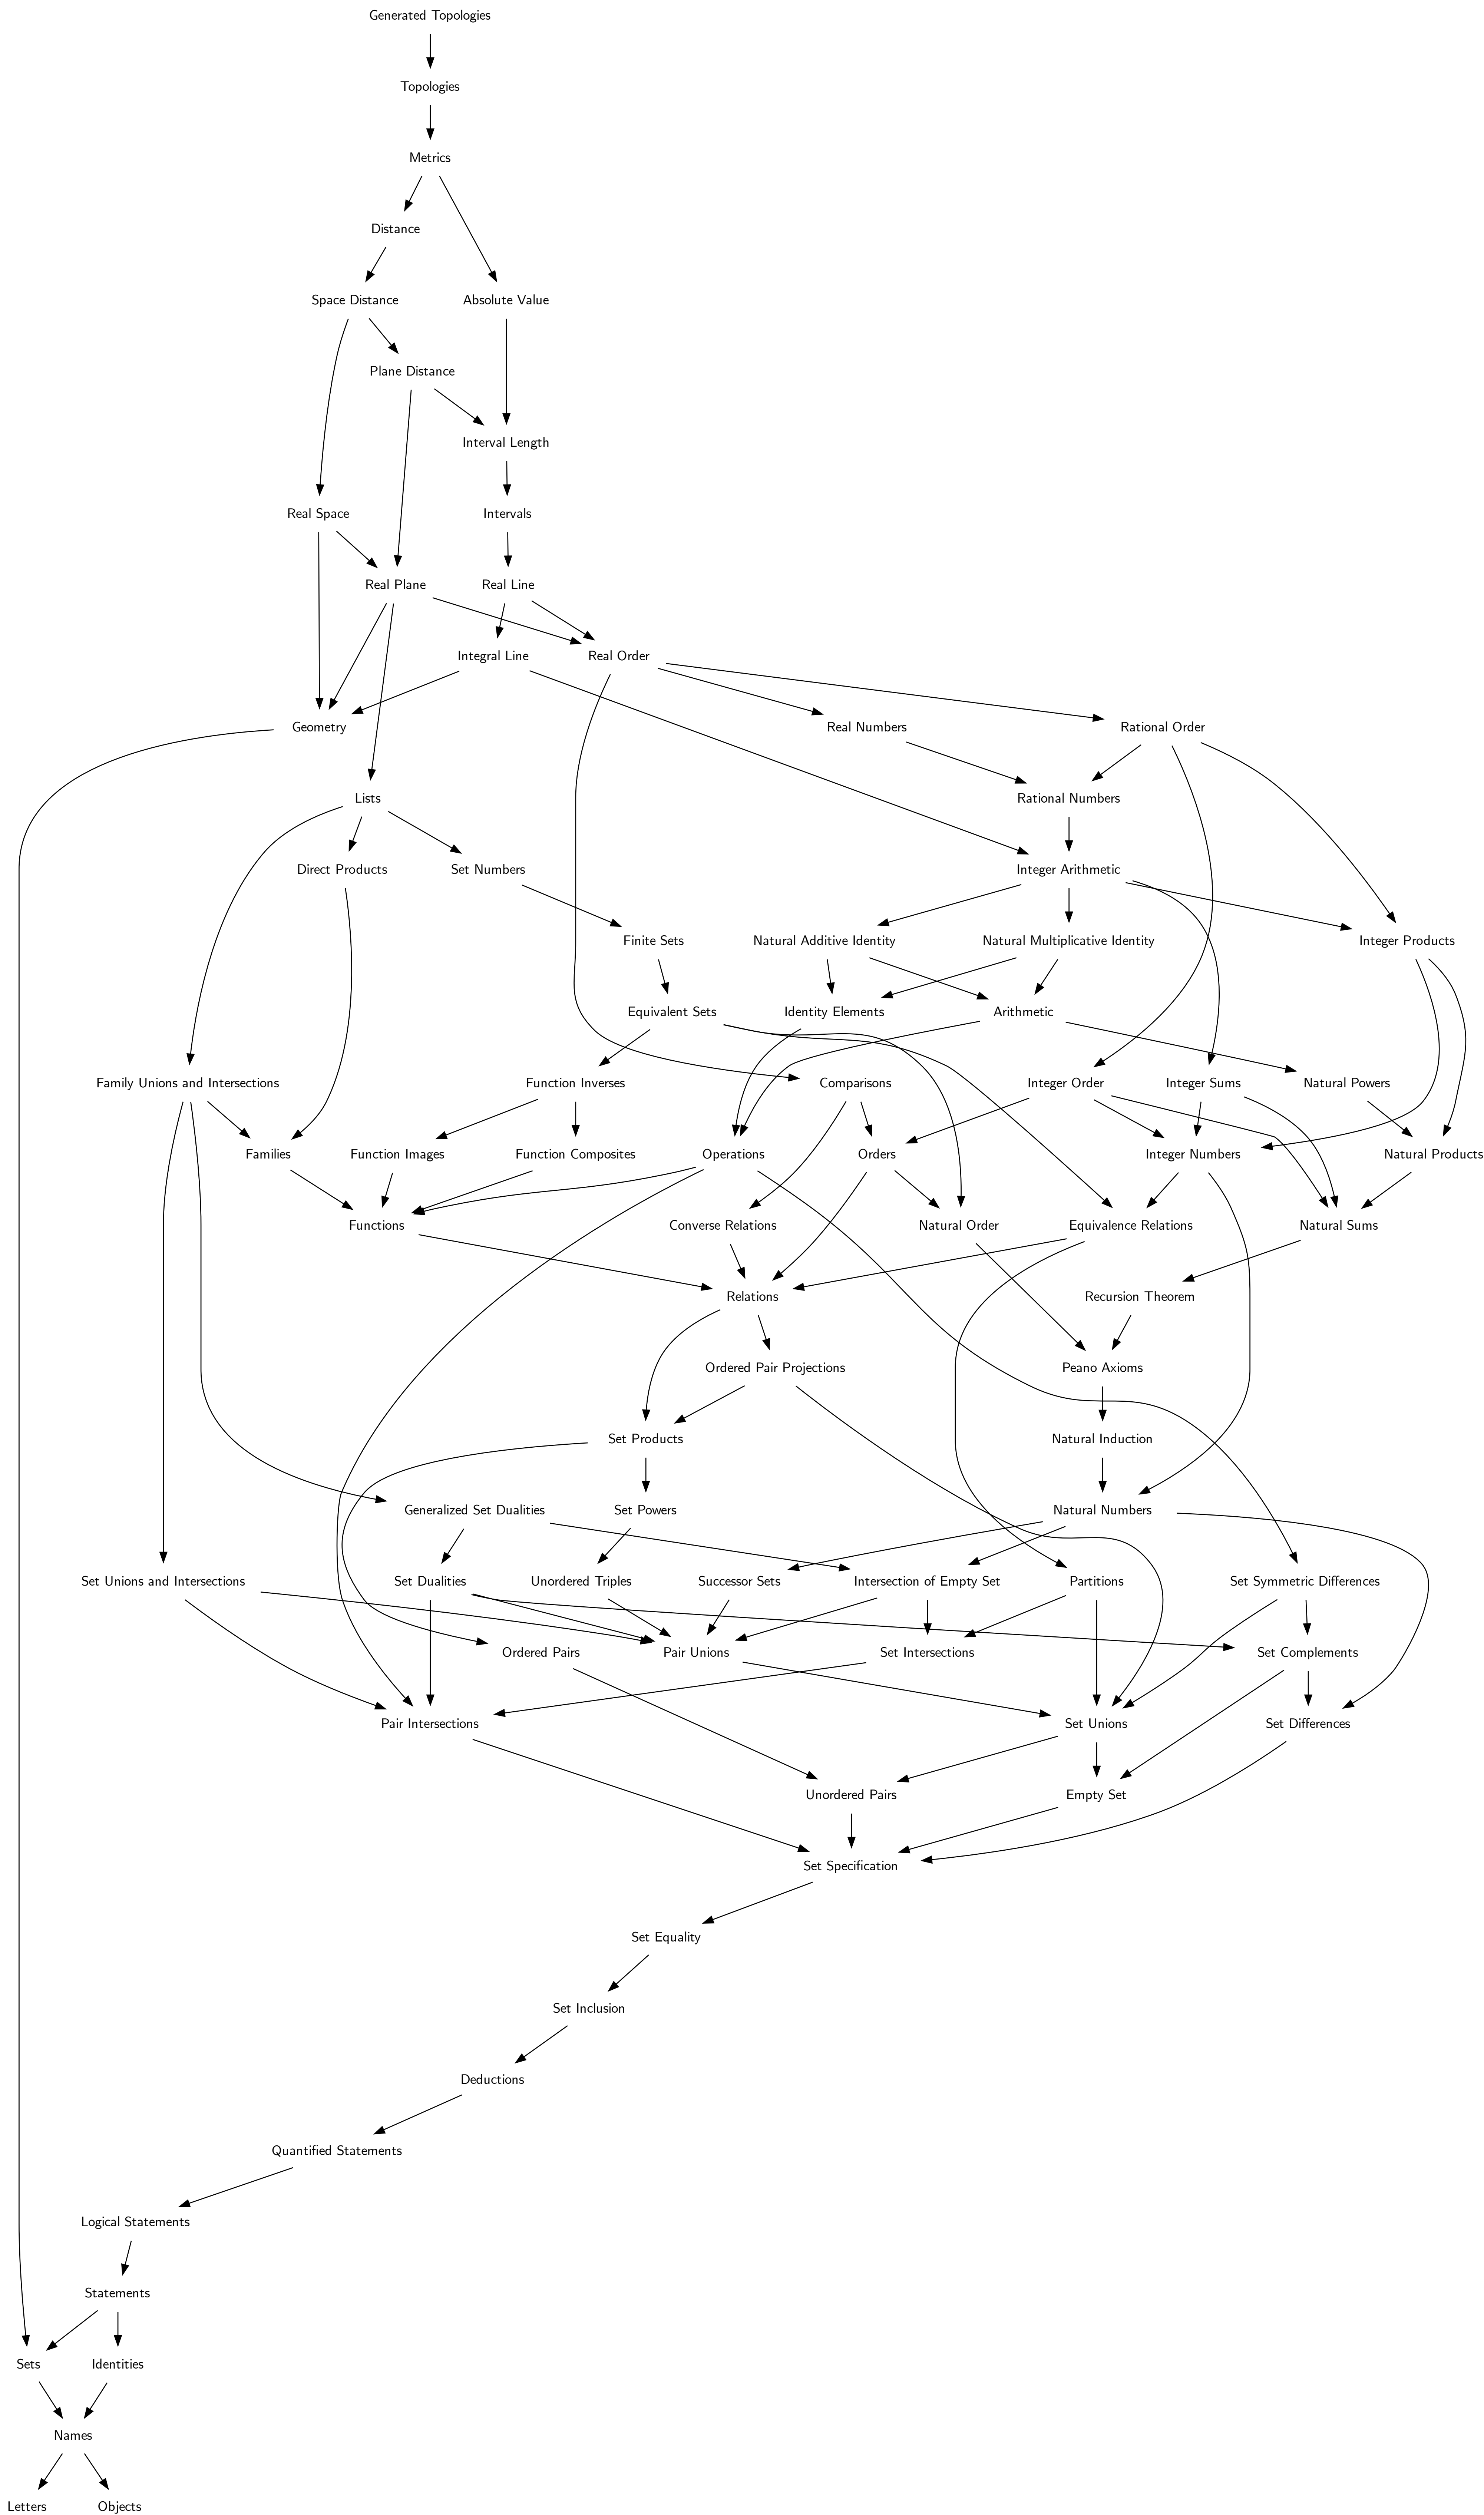 Generated Topologies
Topologies
Metrics
Distance
Space Distance
Absolute Value
Plane Distance
Interval Length
Real Space
Intervals
Real Plane
Real Line
Integral Line
Real Order
Geometry
Real Numbers
Rational Order
Lists
Rational Numbers
Direct Products
Set Numbers
Integer Arithmetic
Finite Sets
Natural Additive Identity
Natural Multiplicative Identity
Integer Products
Equivalent Sets
Identity Elements
Arithmetic
Family Unions and Intersections
Function Inverses
Comparisons
Integer Order
Integer Sums
Natural Powers
Families
Function Images
Function Composites
Operations
Orders
Integer Numbers
Natural Products
Functions
Converse Relations
Natural Order
Equivalence Relations
Natural Sums
Relations
Recursion Theorem
Ordered Pair Projections
Peano Axioms
Set Products
Natural Induction
Generalized Set Dualities
Set Powers
Natural Numbers
Set Unions and Intersections
Set Dualities
Unordered Triples
Successor Sets
Intersection of Empty Set
Partitions
Set Symmetric Differences
Ordered Pairs
Pair Unions
Set Intersections
Set Complements
Pair Intersections
Set Unions
Set Differences
Unordered Pairs
Empty Set
Set Specification
Set Equality
Set Inclusion
Deductions
Quantified Statements
Logical Statements
Statements
Sets
Identities
Names
Letters
Objects